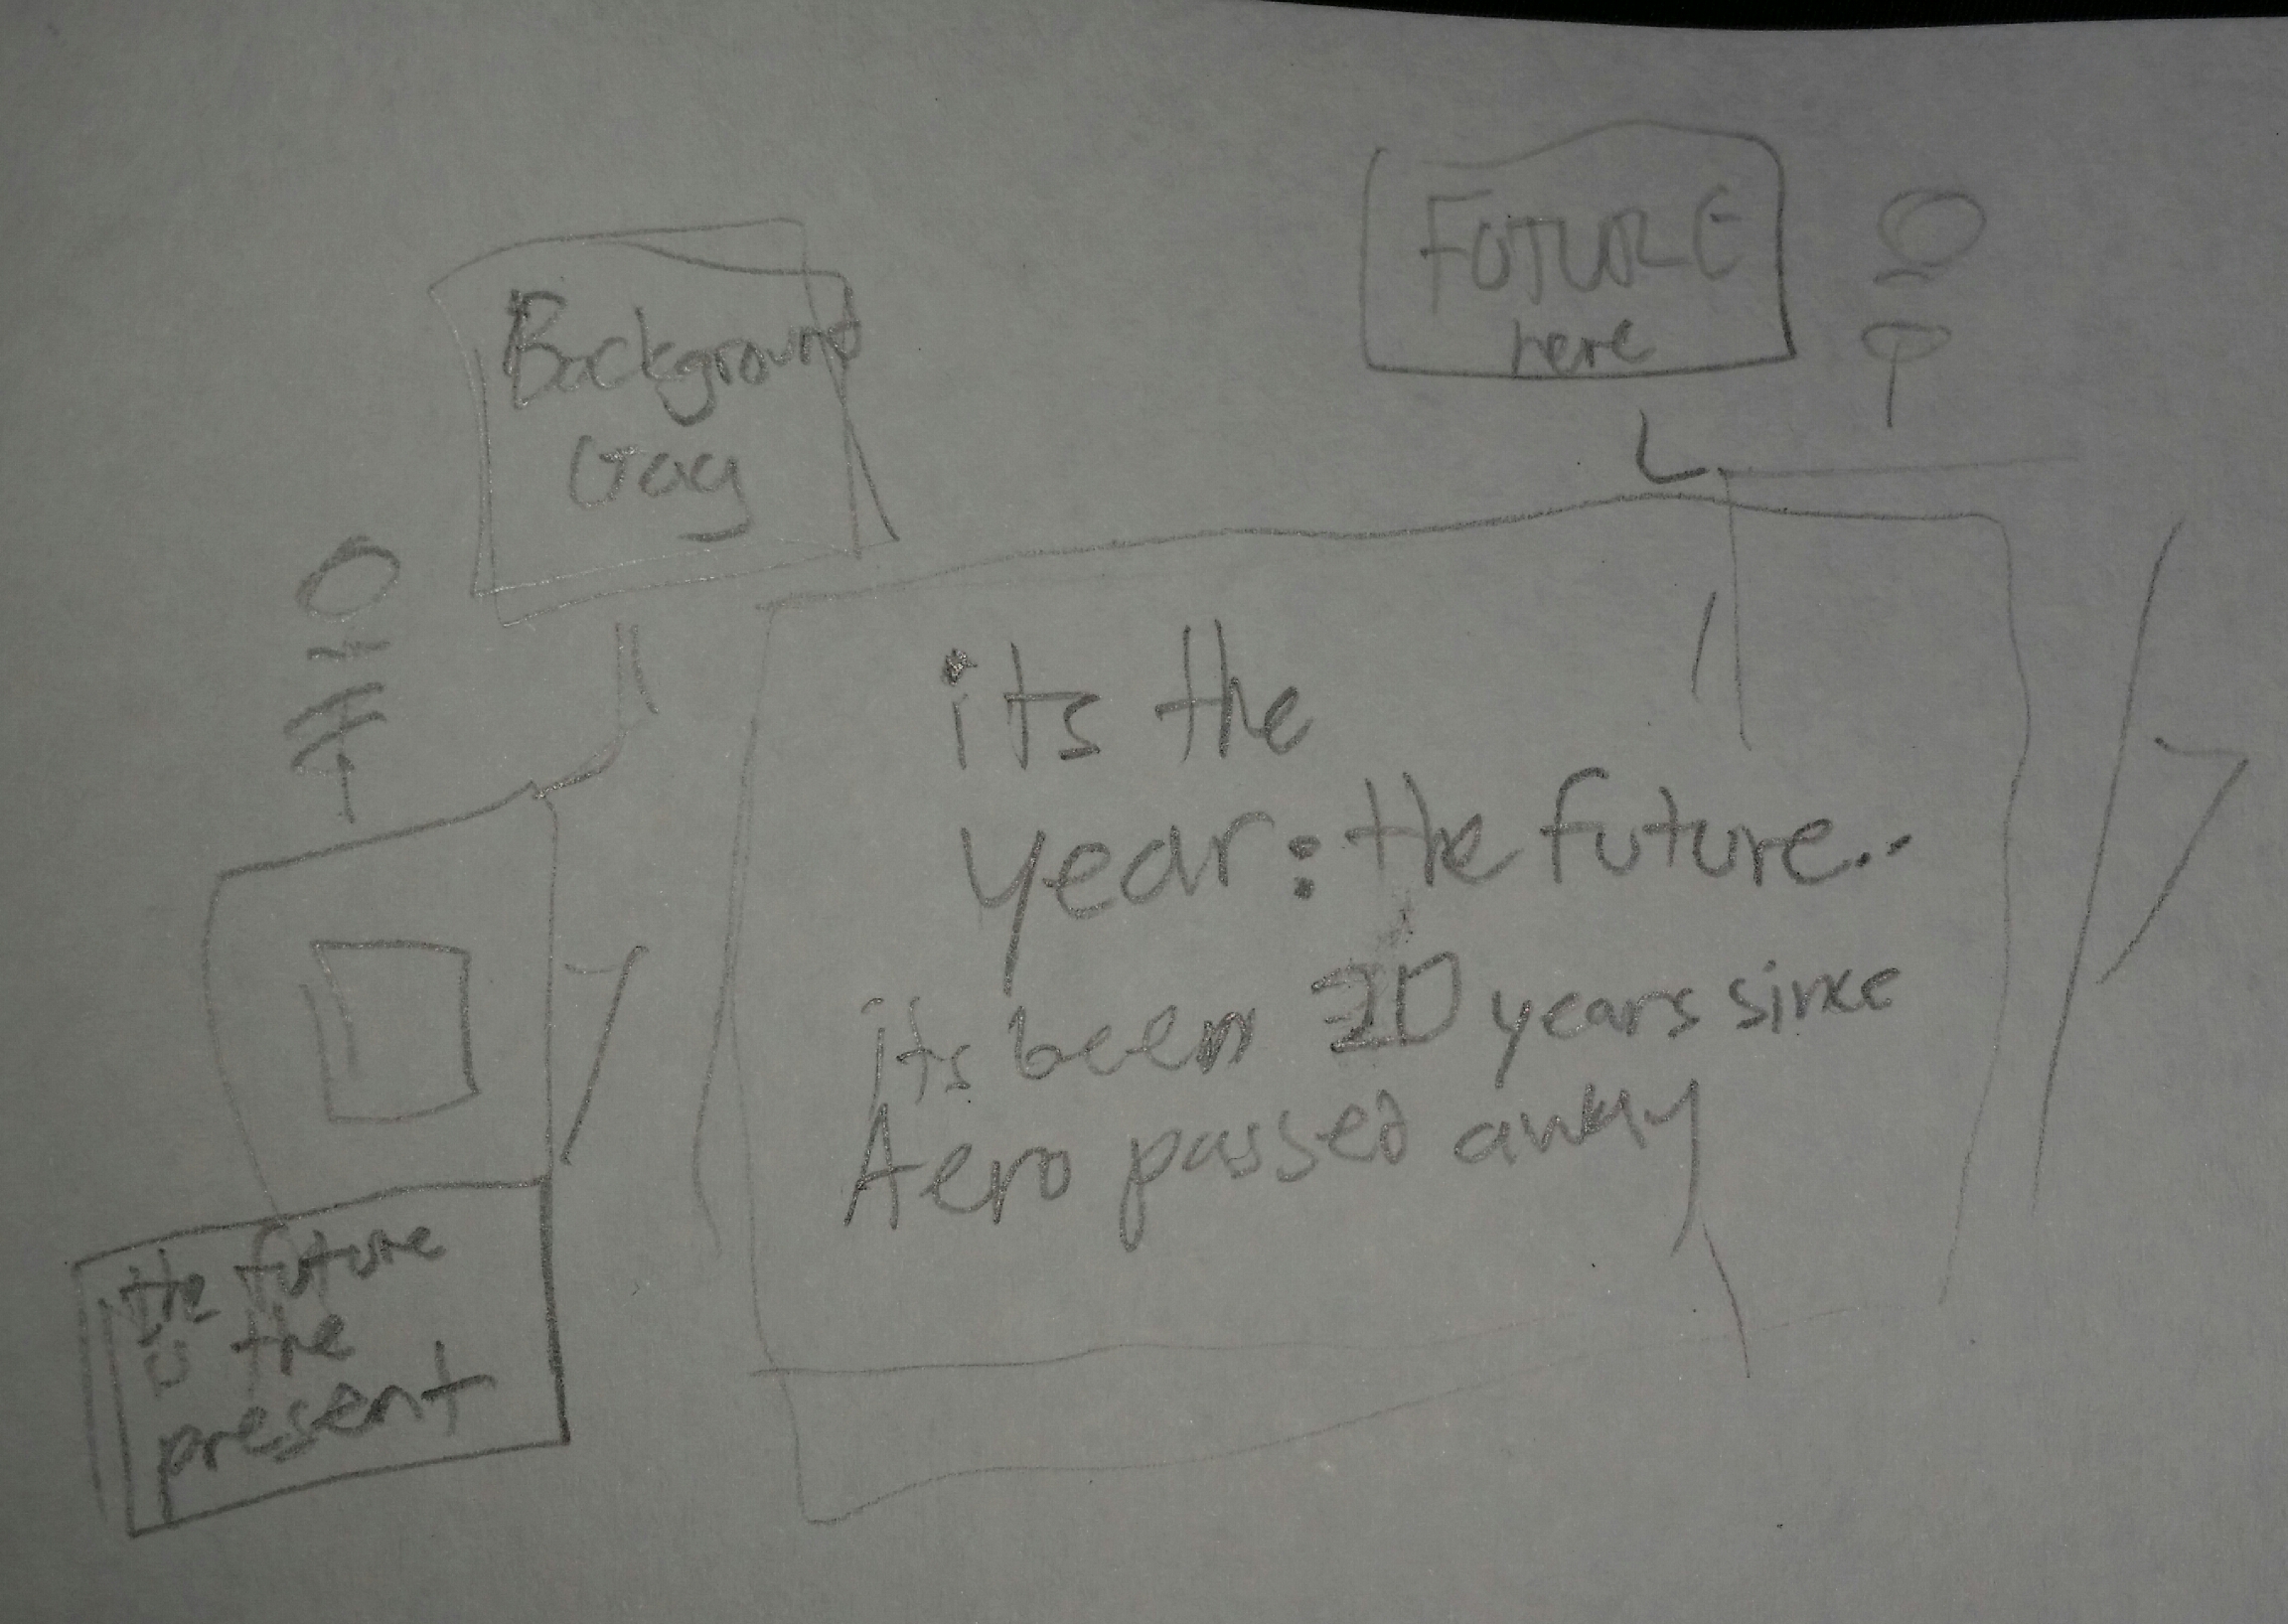 Background
Gag
FUTURE
here
its the
year: the future..
its been 20 years since
Aero passed away
the future
is the
present